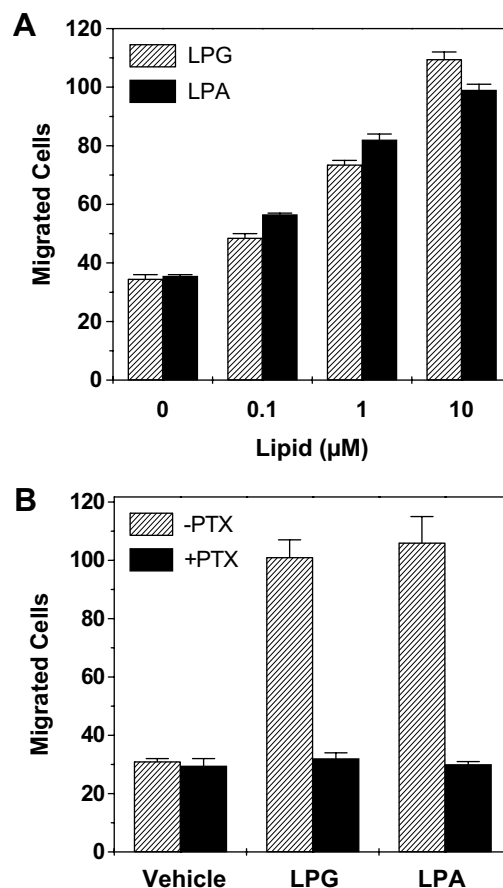 A
120
100
80
60
40
20
0
Migrated Cells
LPG
LPA
0 0.1 1 10
Lipid (µM)
B
120
100
80
60
40
20
0
Migrated Cells
-PTX
+PTX
Vehicle LPG LPA